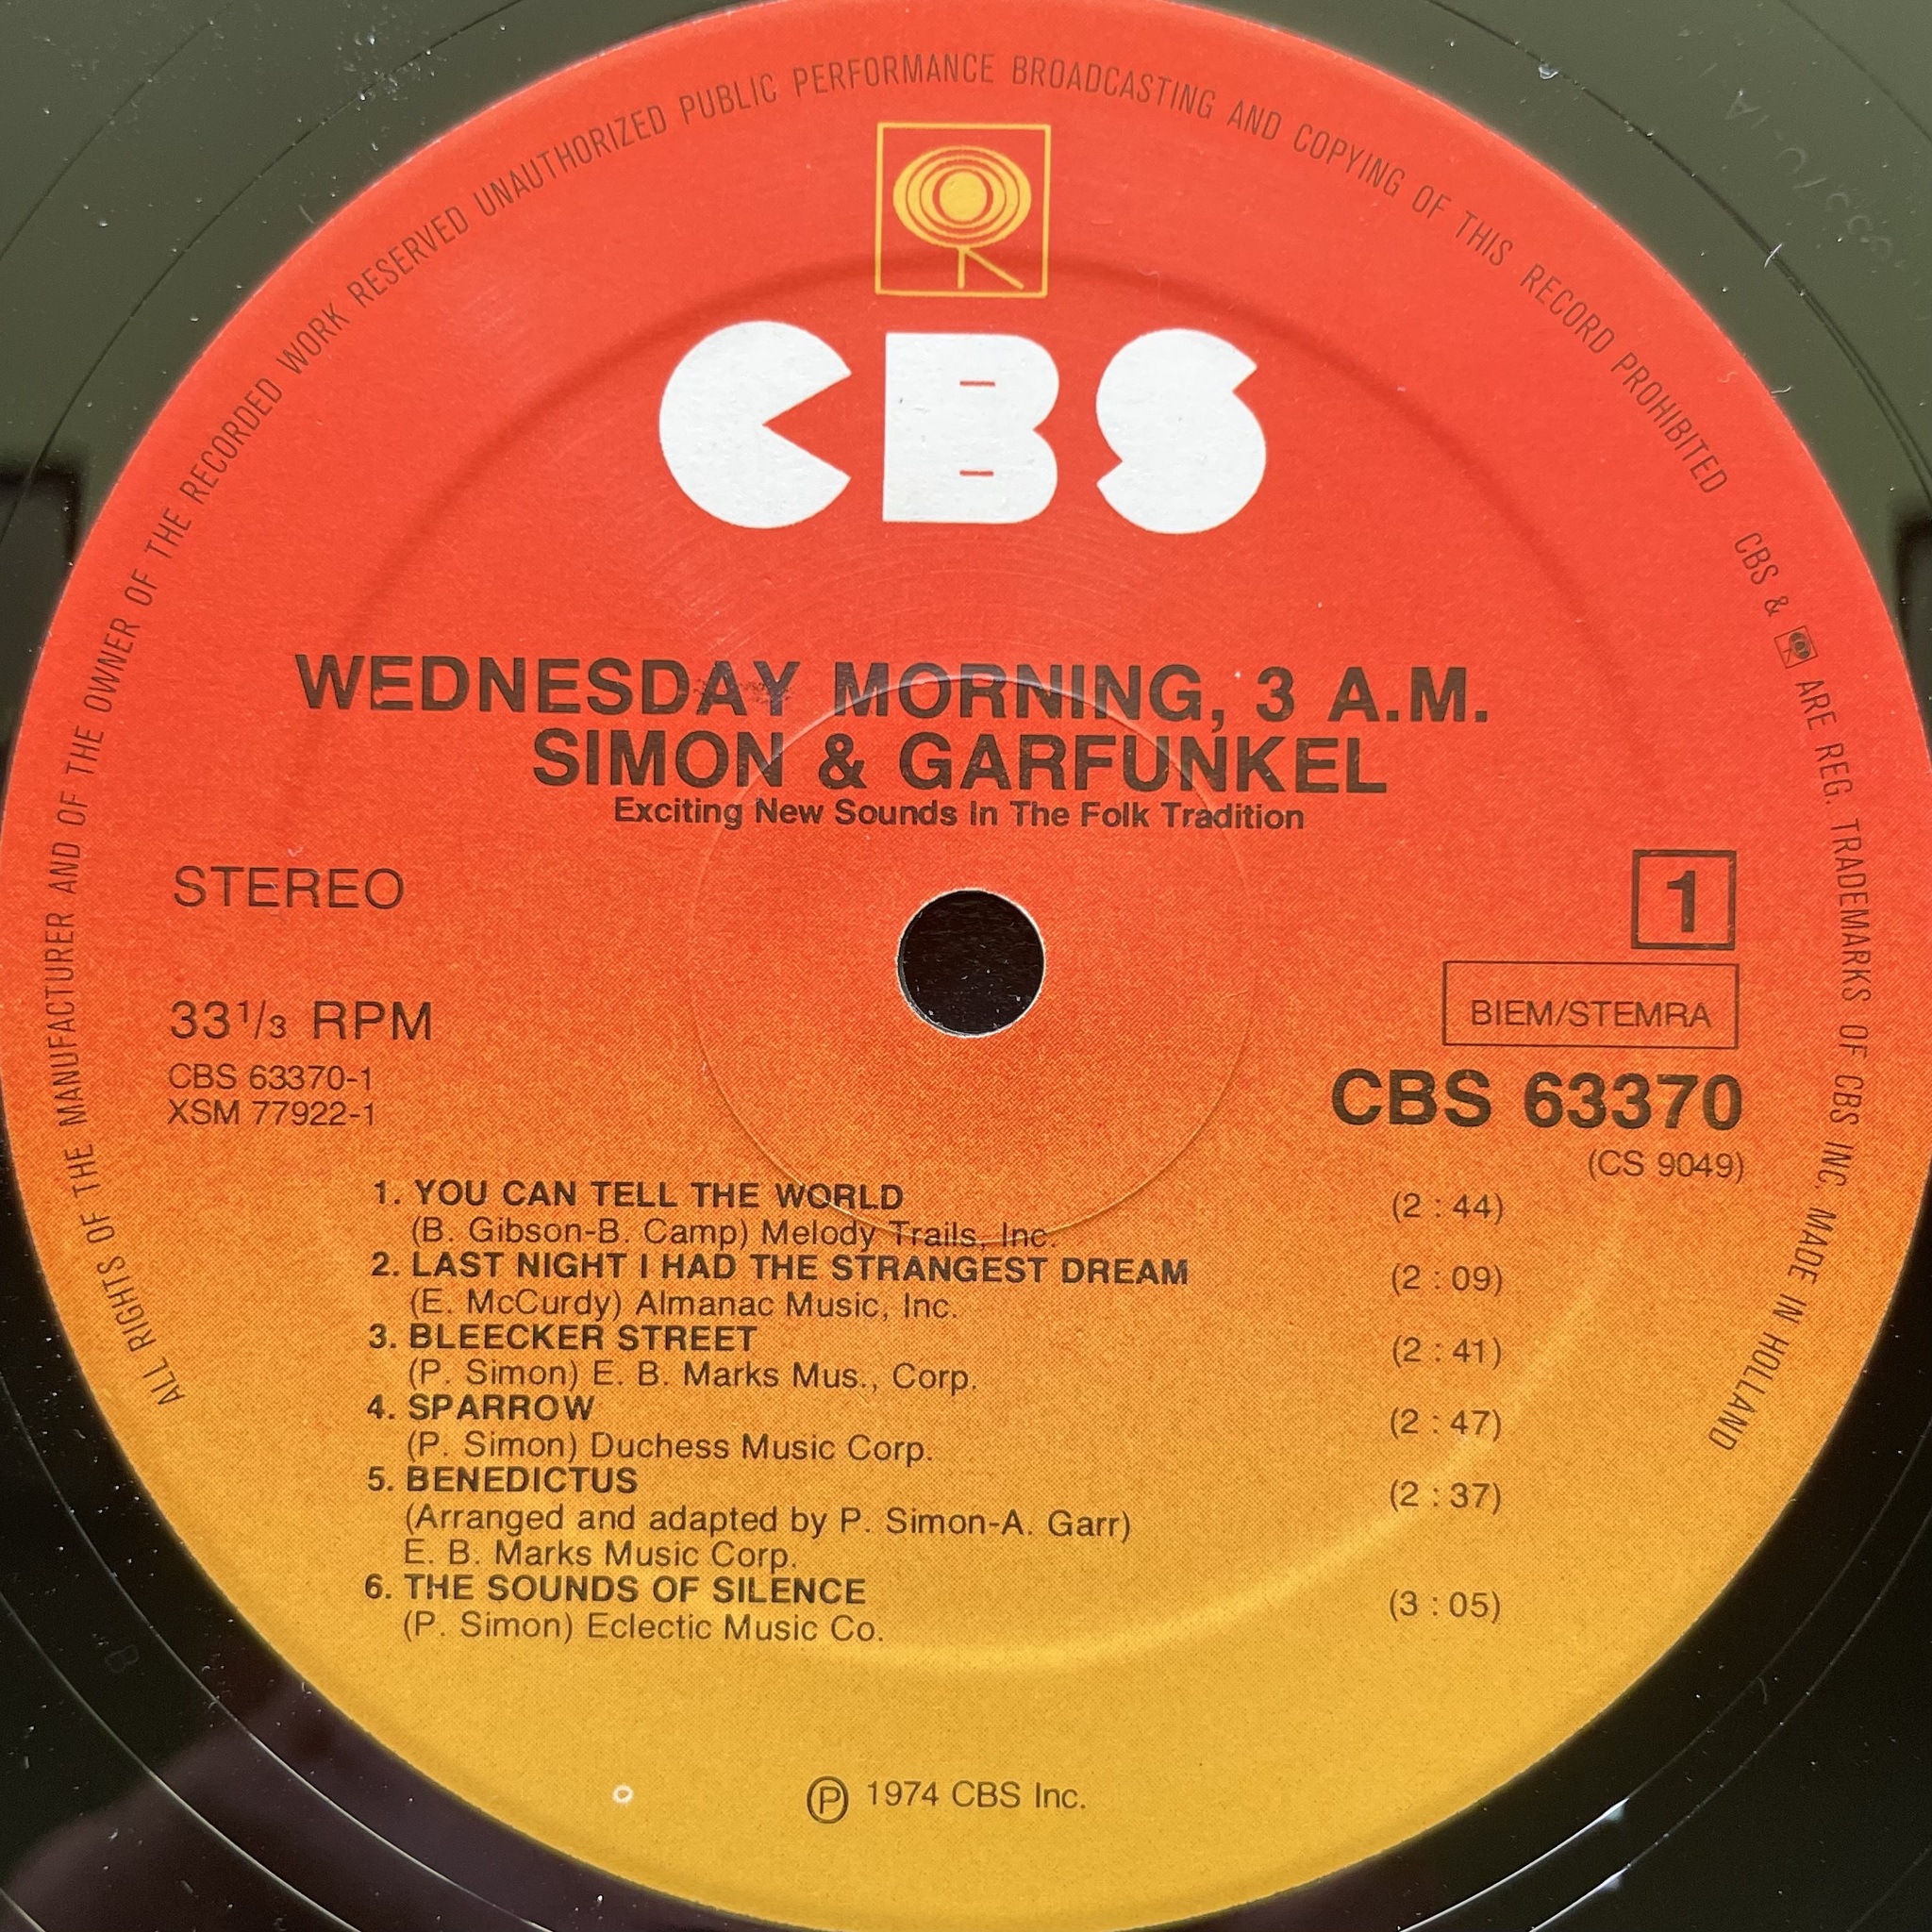 ALL RIGHTS OF THE MANUFACTURER AND OF THE OWNER OF THE RECORDED WORK RESERVED UNAUTHORIZED PUBLIC PERFORMANCE BROADCASTING AND COPYING OF THIS RECORD PROHIBITED CBS & ARE REG. TRADEMARKS OF CBS INC. MADE IN HOLLAND
CBS
WEDNESDAY MORNING, 3 A.M.
SIMON & GARFUNKEL
Exciting New Sounds In The Folk Tradition
STEREO
1
33 1/3 RPM
BIEM/STEMRA
CBS 63370-1
XSM 77922-1
CBS 63370
(CS 9049)
1. YOU CAN TELL THE WORLD (2 : 44)
(B. Gibson-B. Camp) Melody Trails, Inc.
2. LAST NIGHT I HAD THE STRANGEST DREAM (2 : 09)
(E. McCurdy) Almanac Music, Inc.
3. BLEECKER STREET (2 : 41)
(P. Simon) E. B. Marks Mus., Corp.
4. SPARROW (2 : 47)
(P. Simon) Duchess Music Corp.
5. BENEDICTUS (2 : 37)
(Arranged and adapted by P. Simon-A. Garr)
E. B. Marks Music Corp.
6. THE SOUNDS OF SILENCE (3 : 05)
(P. Simon) Eclectic Music Co.
Ⓟ 1974 CBS Inc.